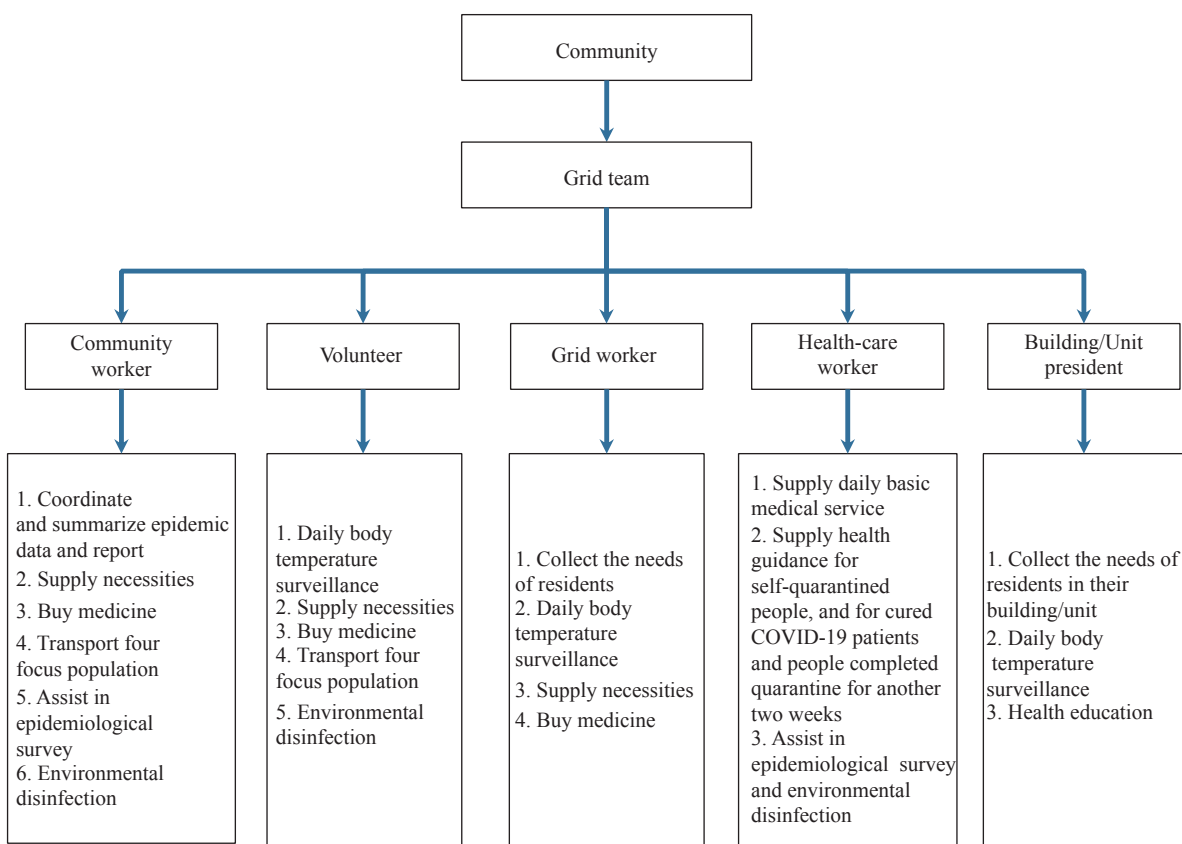 Community
Grid team
Community
worker
Volunteer
Grid worker
Health-care
worker
Building/Unit
president
1. Coordinate
and summarize epidemic
data and report
2. Supply necessities
3. Buy medicine
4. Transport four
focus population
5. Assist in
epidemiological
survey
6. Environmental
disinfection
1. Daily body
temperature
surveillance
2. Supply necessities
3. Buy medicine
4. Transport four
focus population
5. Environmental
disinfection
1. Collect the needs
of residents
2. Daily body
temperature
surveillance
3. Supply necessities
4. Buy medicine
1. Supply daily basic
medical service
2. Supply health
guidance for
self-quarantined
people, and for cured
COVID-19 patients
and people completed
quarantine for another
two weeks
3. Assist in
epidemiological survey
and environmental
disinfection
1. Collect the needs of
residents in their
building/unit
2. Daily body
temperature
surveillance
3. Health education